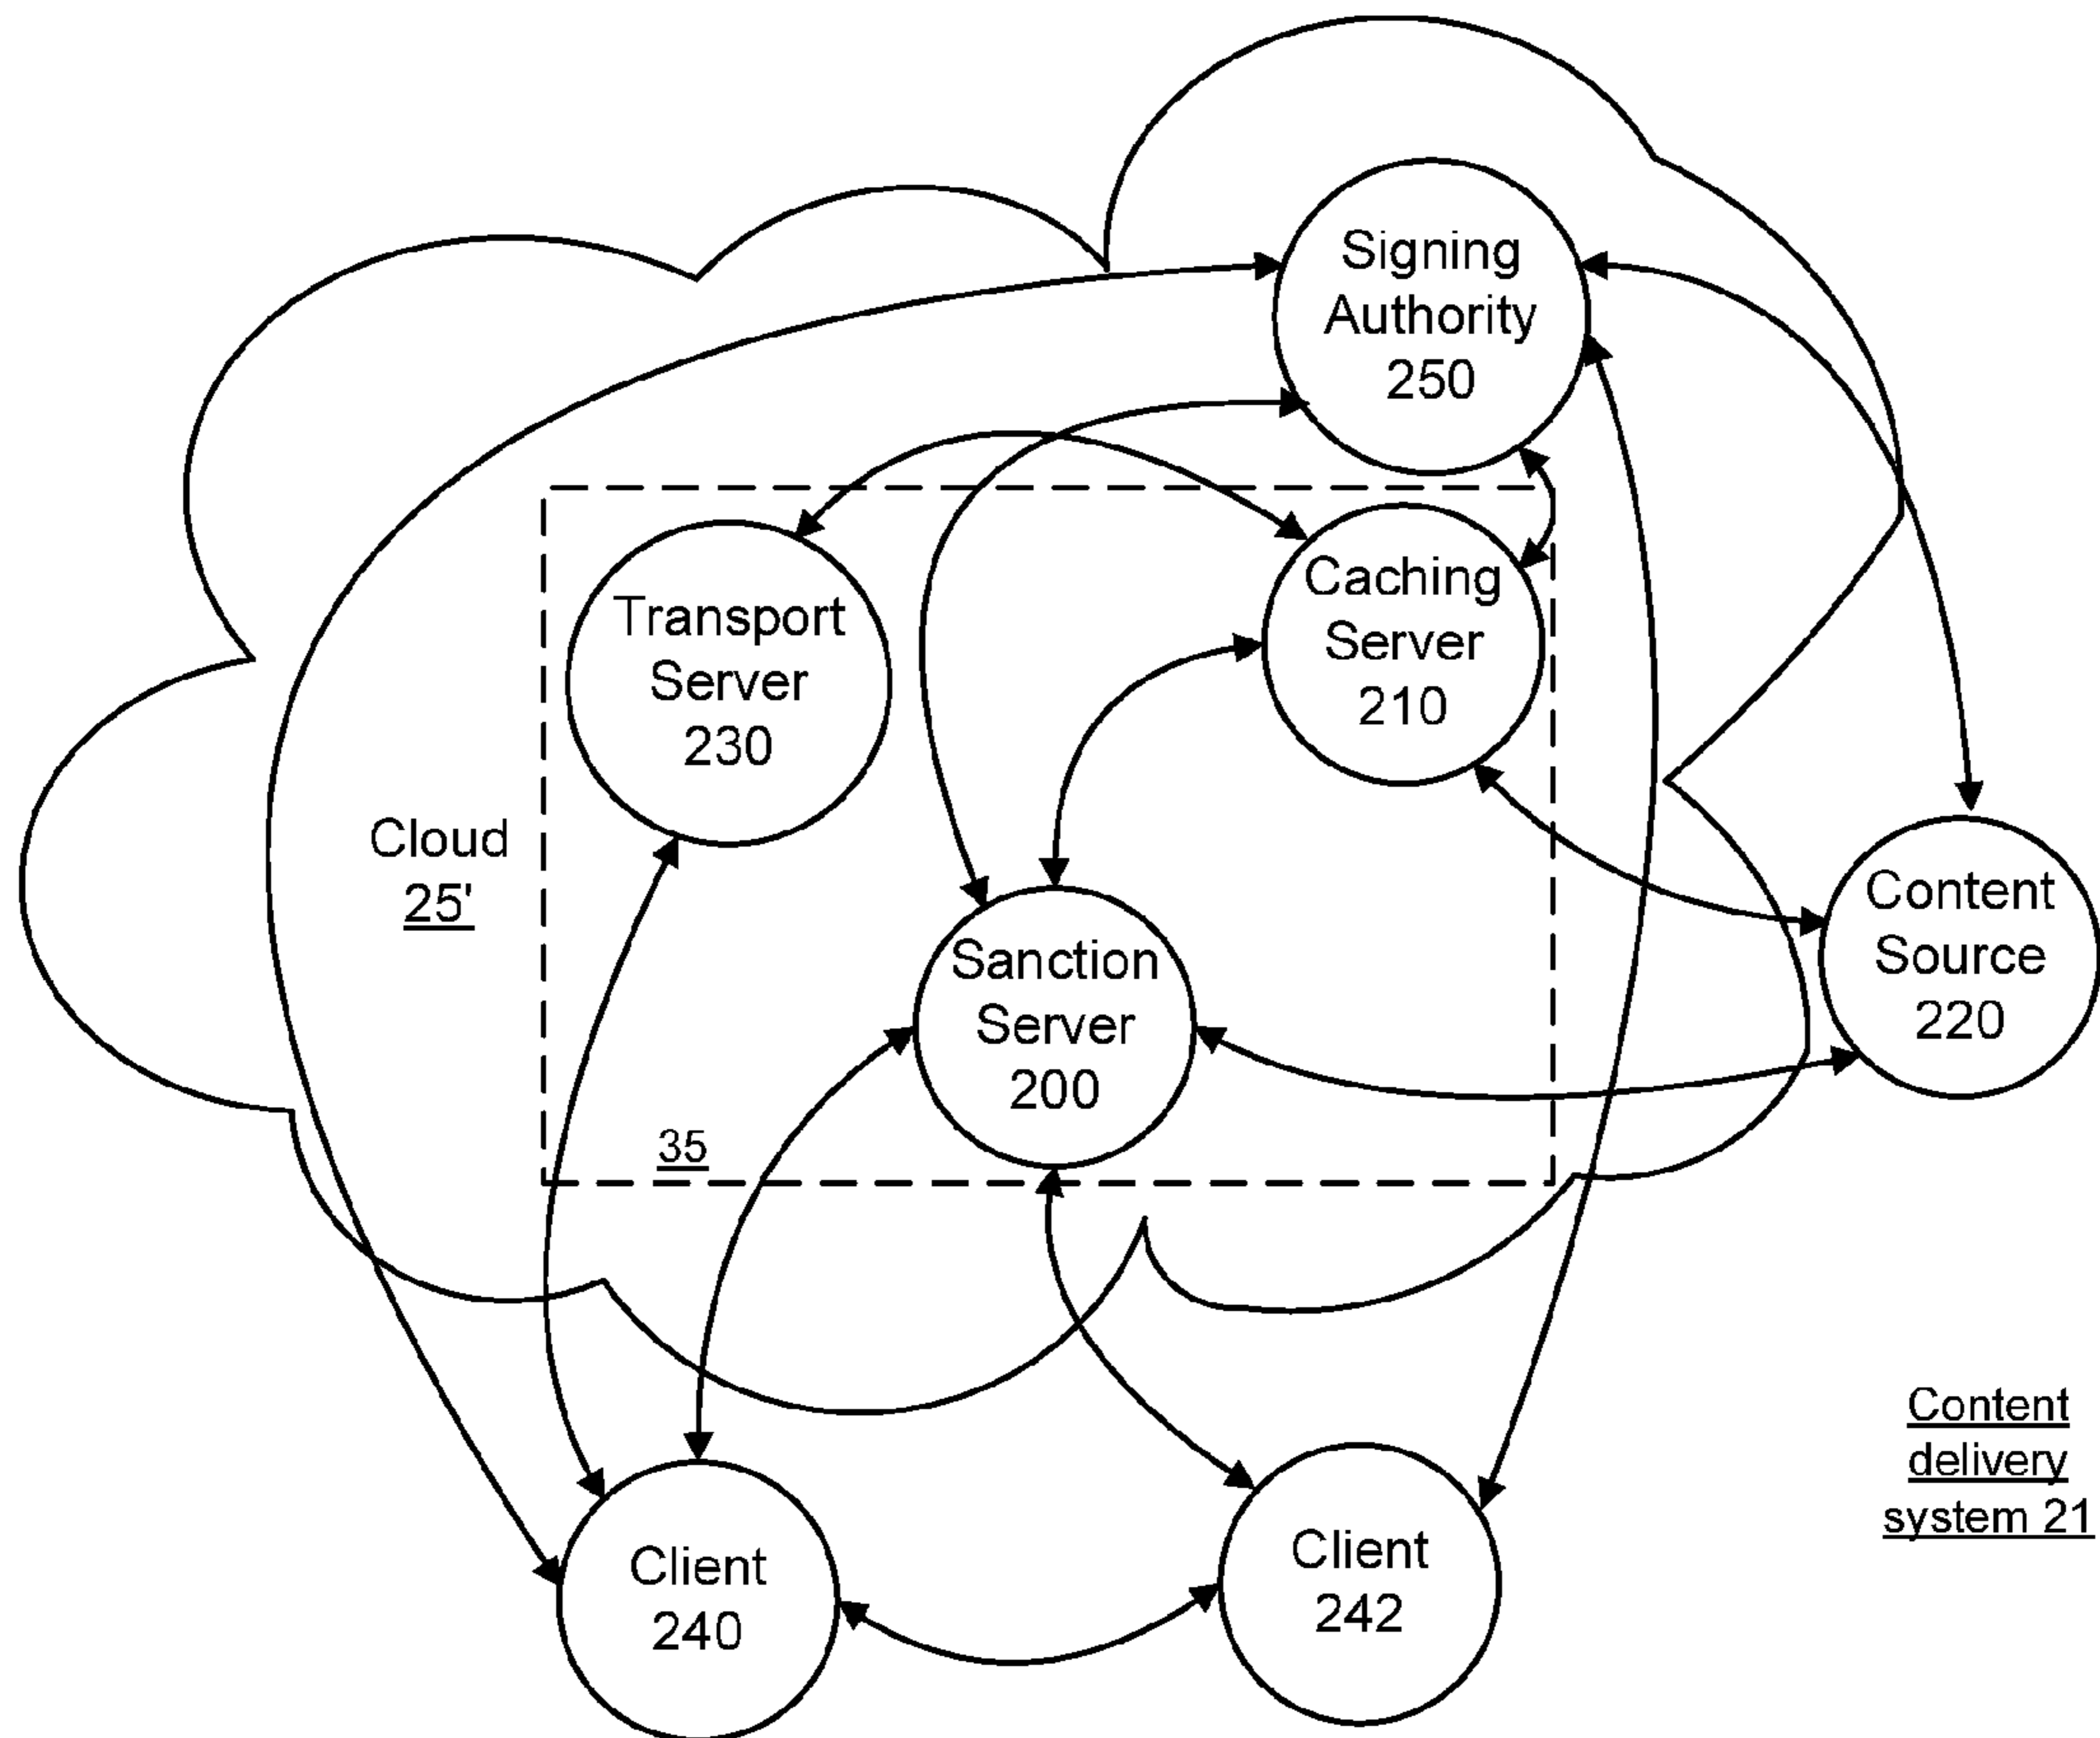 Signing
Authority
250
Caching
Server
210
Transport
Server
230
Cloud
25'
Content
Source
220
Sanction
Server
200
35
Content
delivery
system 21
Client
240
Client
242